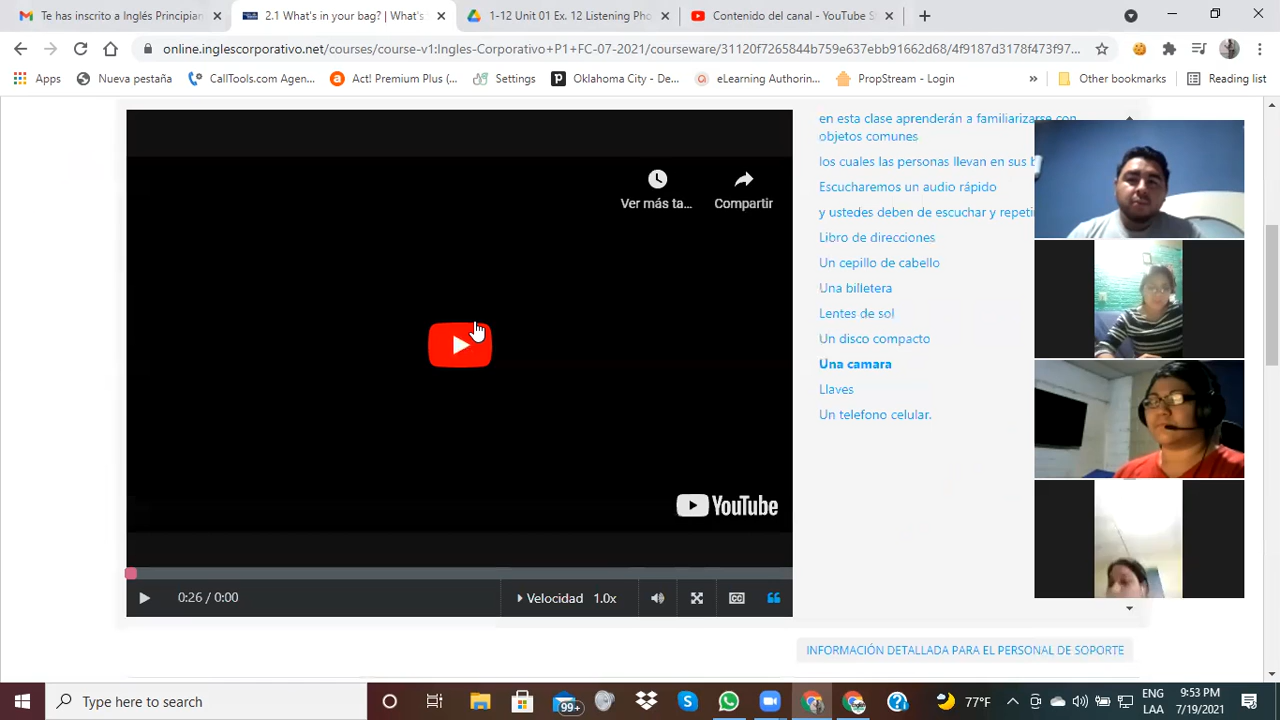 Te has inscrito a Inglés Principian
2.1 What's in your bag? | What's
1-12 Unit 01 Ex. 12 Listening Pho
Contenido del canal - YouTube S
online.inglescorporativo.net/courses/course-v1:Ingles-Corporativo+P1+FC-07-2021/courseware/31120f7265844b759e637ebb91662d68/4f9187d3178f473f97...
Apps
Nueva pestaña
CallTools.com Agen...
Act! Premium Plus (...
Settings
Oklahoma City - De...
eLearning Authorin...
PropStream - Login
»
Other bookmarks
Reading list
Ver más ta...
Compartir
YouTube
0:26 / 0:00
Velocidad 1.0x
en esta clase aprenderán a familiarizarse con
objetos comunes
los cuales las personas llevan en sus b
Escucharemos un audio rápido
y ustedes deben de escuchar y repeti
Libro de direcciones
Un cepillo de cabello
Una billetera
Lentes de sol
Un disco compacto
Una camara
Llaves
Un telefono celular.
INFORMACIÓN DETALLADA PARA EL PERSONAL DE SOPORTE
Type here to search
99+
77°F
ENG
LAA
9:53 PM
7/19/2021